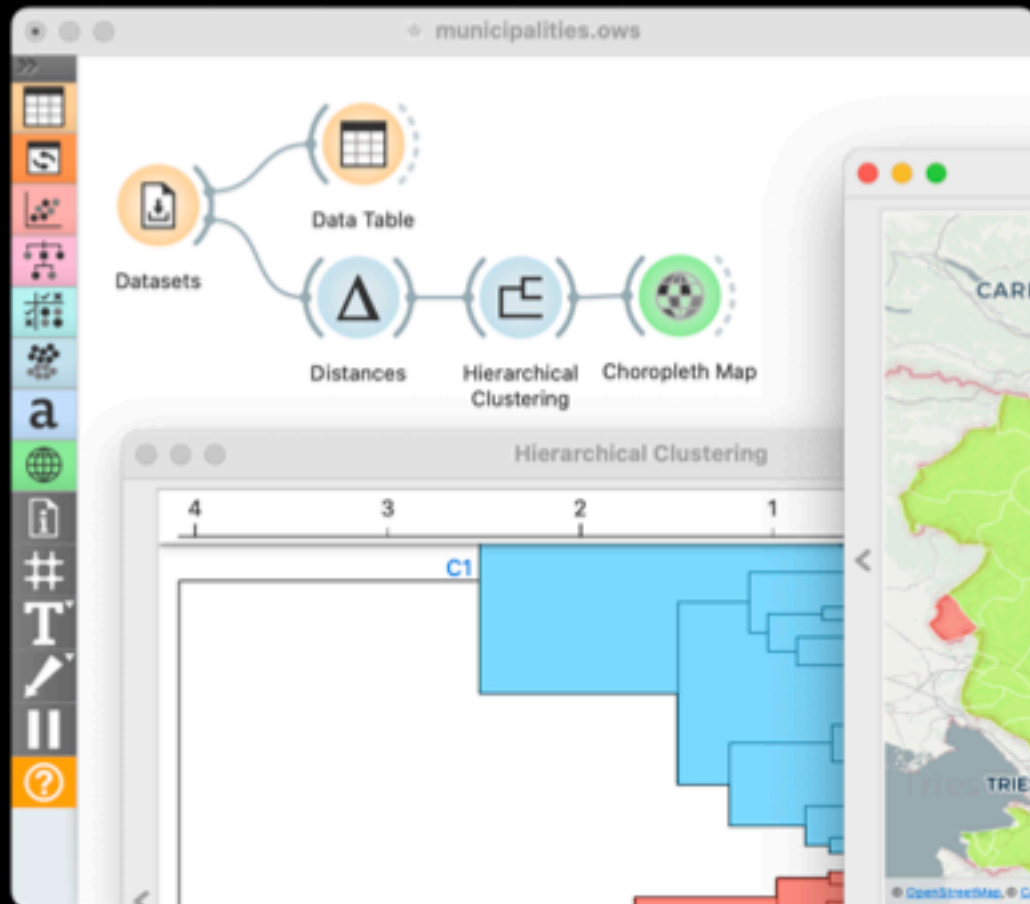 municipalities.ows
Data Table
Datasets
Distances
Hierarchical
Clustering
Choropleth Map
a
T
?
Hierarchical Clustering
4 3 2 1
C1
CAR
Tries
TRIE
© OpenStreetMap, ©